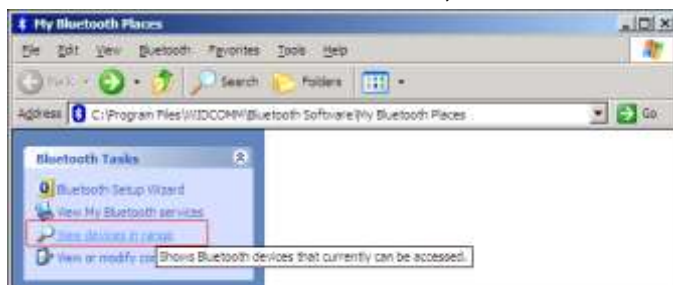 My Bluetooth Places
File Edit View Bluetooth Favorites Tools Help
Back Search Folders
Address C:\Program Files\WIDCOMM\Bluetooth Software\My Bluetooth Places Go
Bluetooth Tasks
Bluetooth Setup Wizard
View My Bluetooth services
View devices in range
View or modify
Shows Bluetooth devices that currently can be accessed.